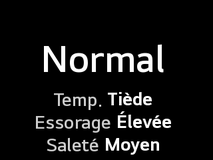 Normal
Temp. Tiède
Essorage Élevée
Saleté Moyen